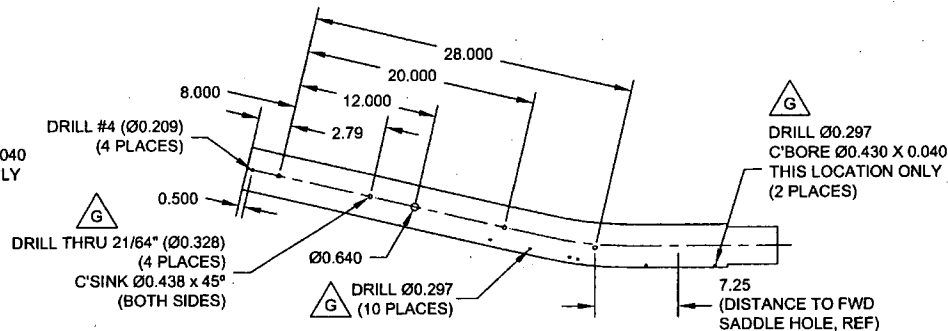 28.000
20.000
8.000
12.000
2.79
DRILL #4 (Ø0.209)
(4 PLACES)
040
LY
0.500
G
DRILL THRU 21/64" (Ø0.328)
(4 PLACES)
C'SINK Ø0.438 x 45°
(BOTH SIDES)
Ø0.640
G
DRILL Ø0.297
(10 PLACES)
G
DRILL Ø0.297
C'BORE Ø0.430 X 0.040
THIS LOCATION ONLY
(2 PLACES)
7.25
(DISTANCE TO FWD
SADDLE HOLE, REF)